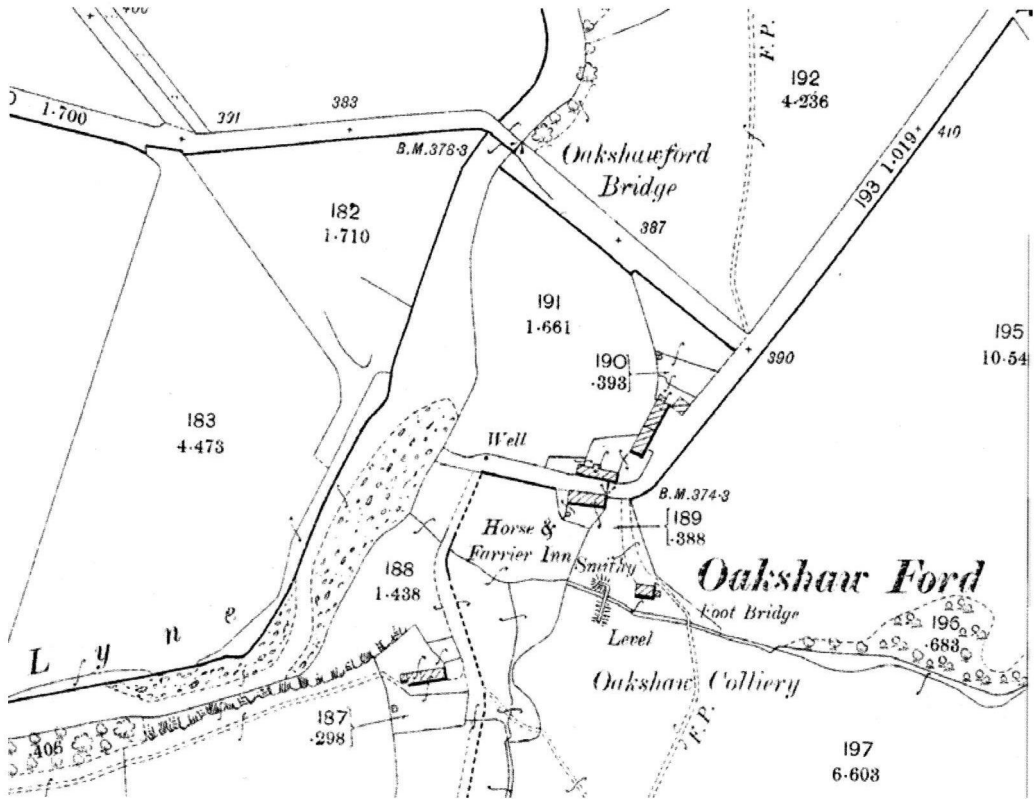 F.P.
192
4·236
1·700
391
383
B.M.378·3
Oakshawford
Bridge
193 1·019
410
182
1·710
387
191
1·661
195
10·54
390
190
·393
183
4·473
Well
B.M.374·3
189
·388
Horse &
Farrier Inn
Smithy
Oakshaw Ford
Foot Bridge
188
1·438
196
·683
Level
Lyne
Oakshaw Colliery
187
·298
F.P.
·406
197
6·603